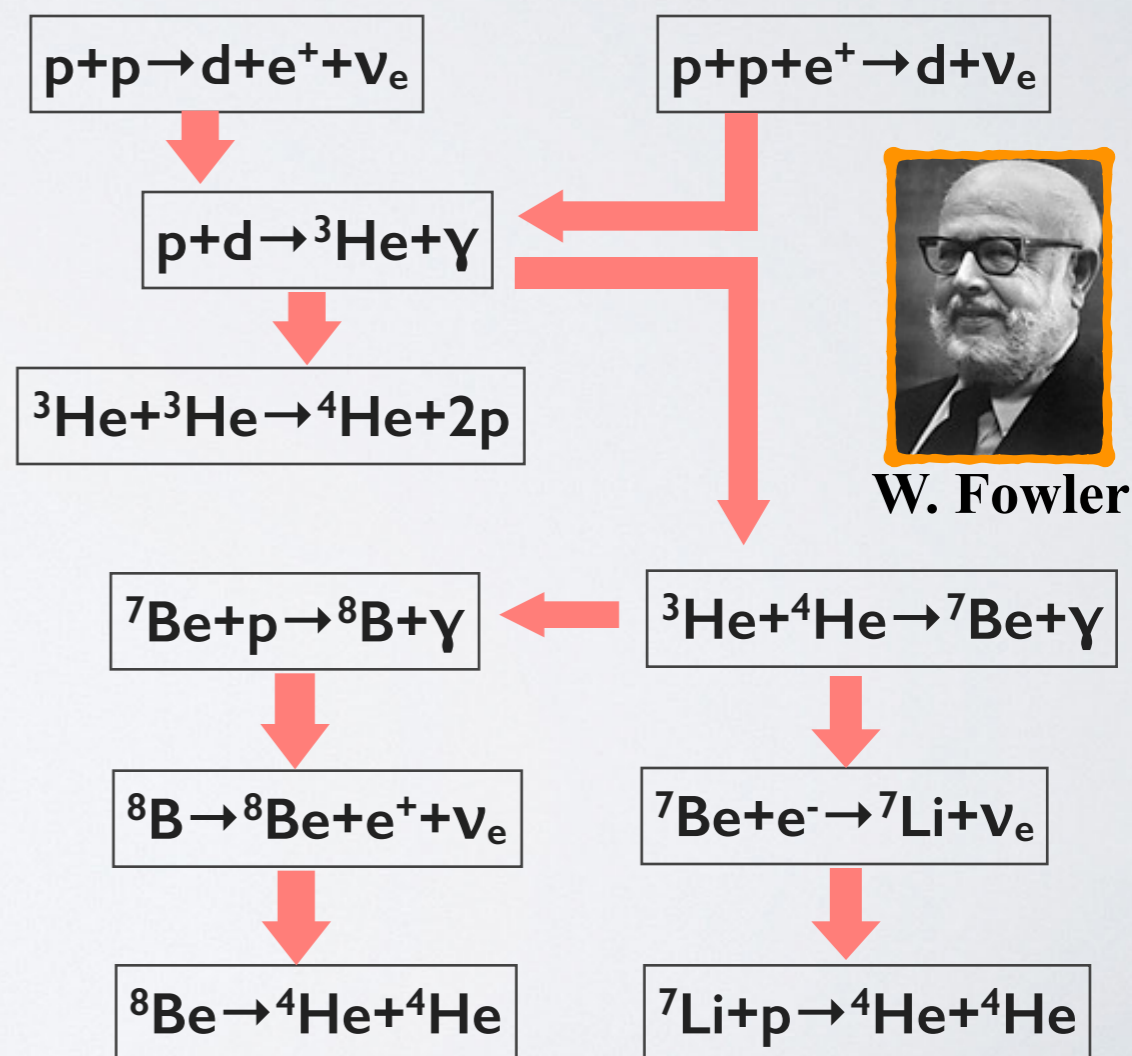 p+p→d+e⁺+νₑ
p+p+e⁺→d+νₑ
p+d→³He+γ
³He+³He→⁴He+2p
W. Fowler
⁷Be+p→⁸B+γ
³He+⁴He→⁷Be+γ
⁸B→⁸Be+e⁺+νₑ
⁷Be+e⁻→⁷Li+νₑ
⁸Be→⁴He+⁴He
⁷Li+p→⁴He+⁴He